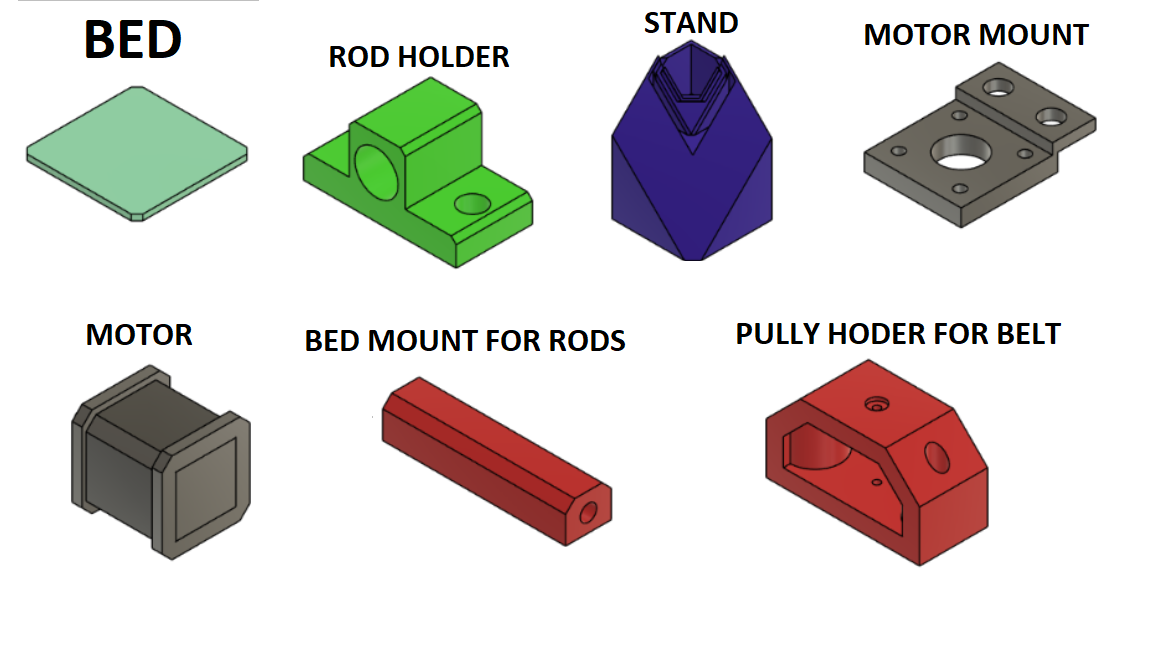 BED
ROD HOLDER
STAND
MOTOR MOUNT
MOTOR
BED MOUNT FOR RODS
PULLY HODER FOR BELT